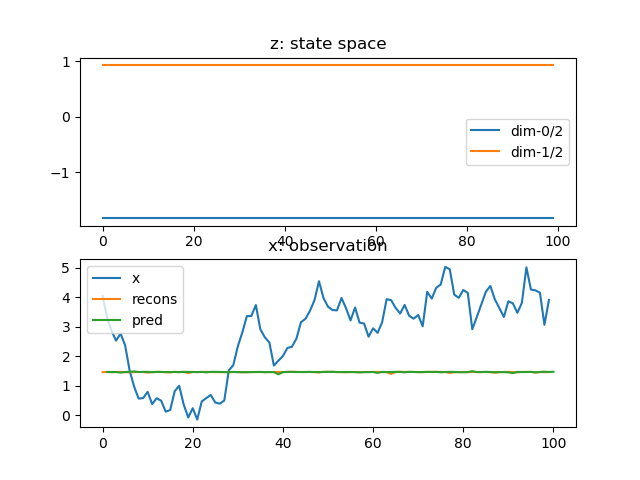 z: state space
1
0
−1
dim-0/2
dim-1/2
0 20 40 60 80 100
x: observation
5
4
3
2
1
0
x
recons
pred
0 20 40 60 80 100